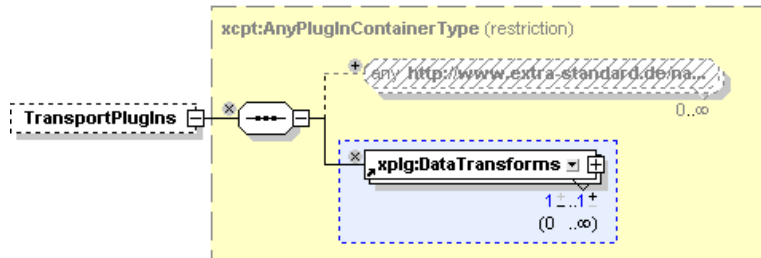 xcpt:AnyPlugInContainerType (restriction)
any http://www.extra-standard.de/na...
0..∞
TransportPlugIns
xplg:DataTransforms
1±..1±
(0 ..∞)